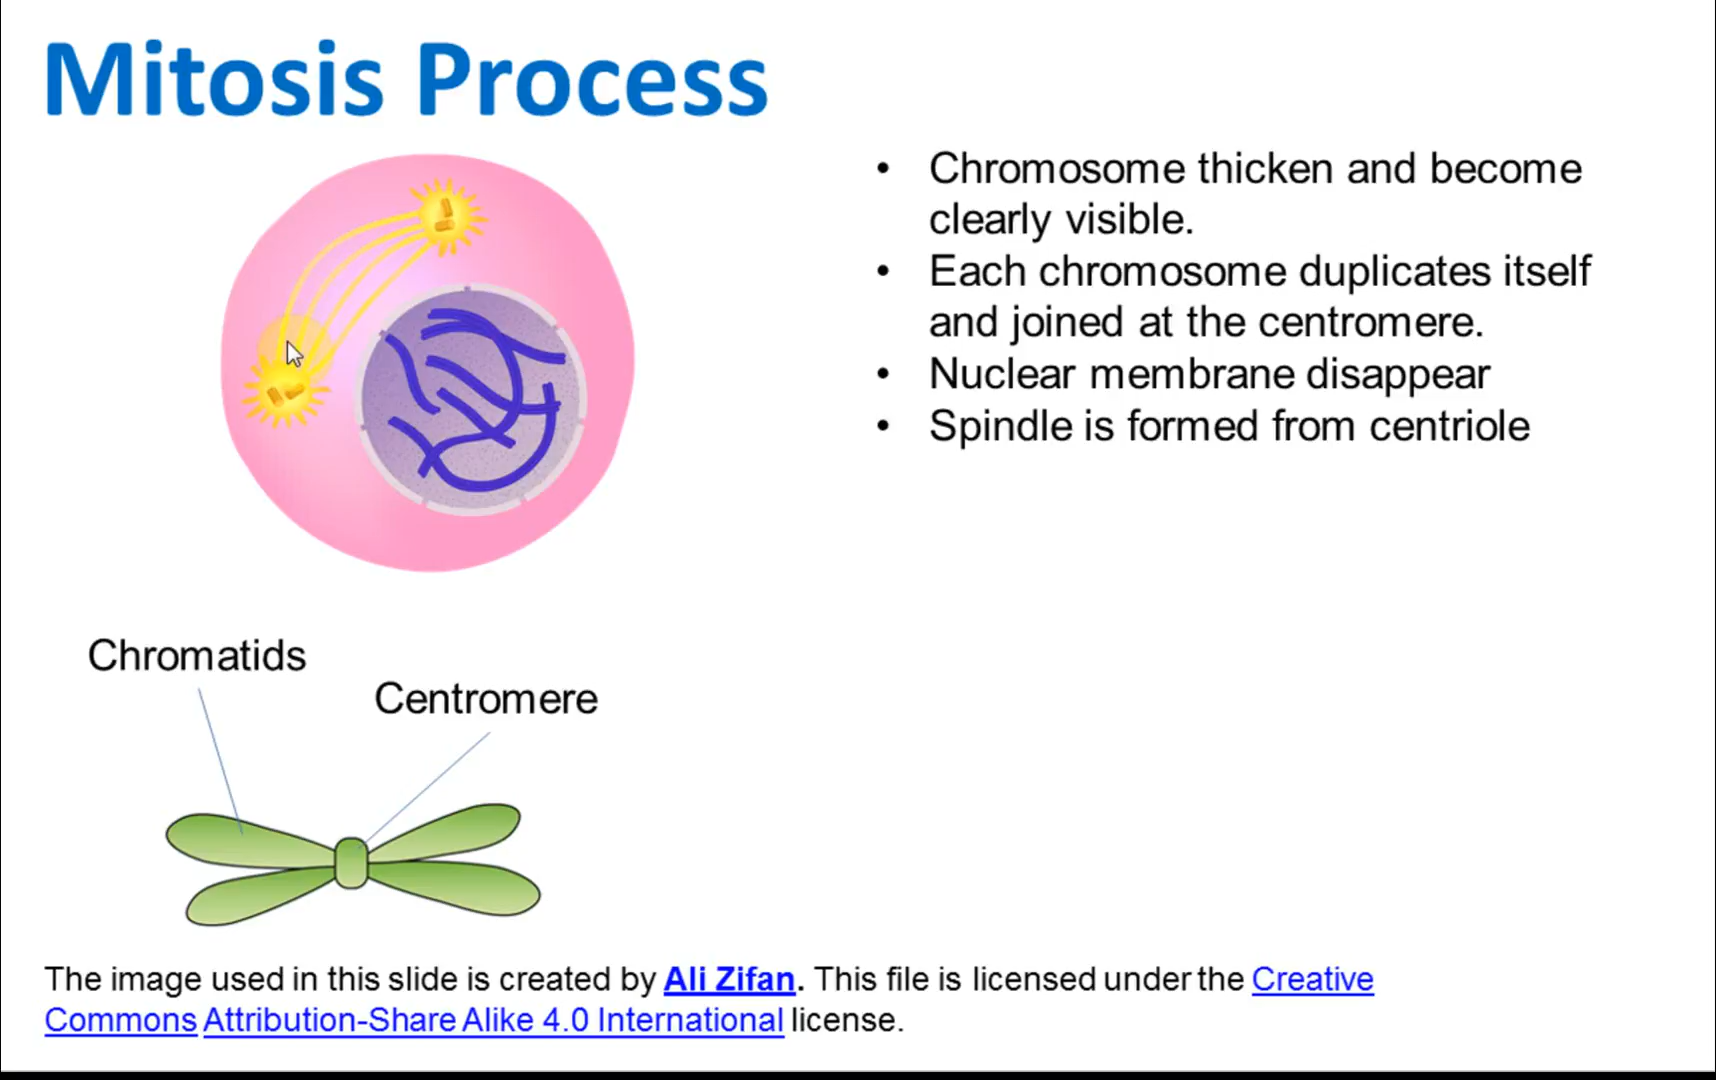 Mitosis Process
• Chromosome thicken and become
clearly visible.
• Each chromosome duplicates itself
and joined at the centromere.
• Nuclear membrane disappear
• Spindle is formed from centriole
Chromatids
Centromere
The image used in this slide is created by Ali Zifan. This file is licensed under the Creative
Commons Attribution-Share Alike 4.0 International license.